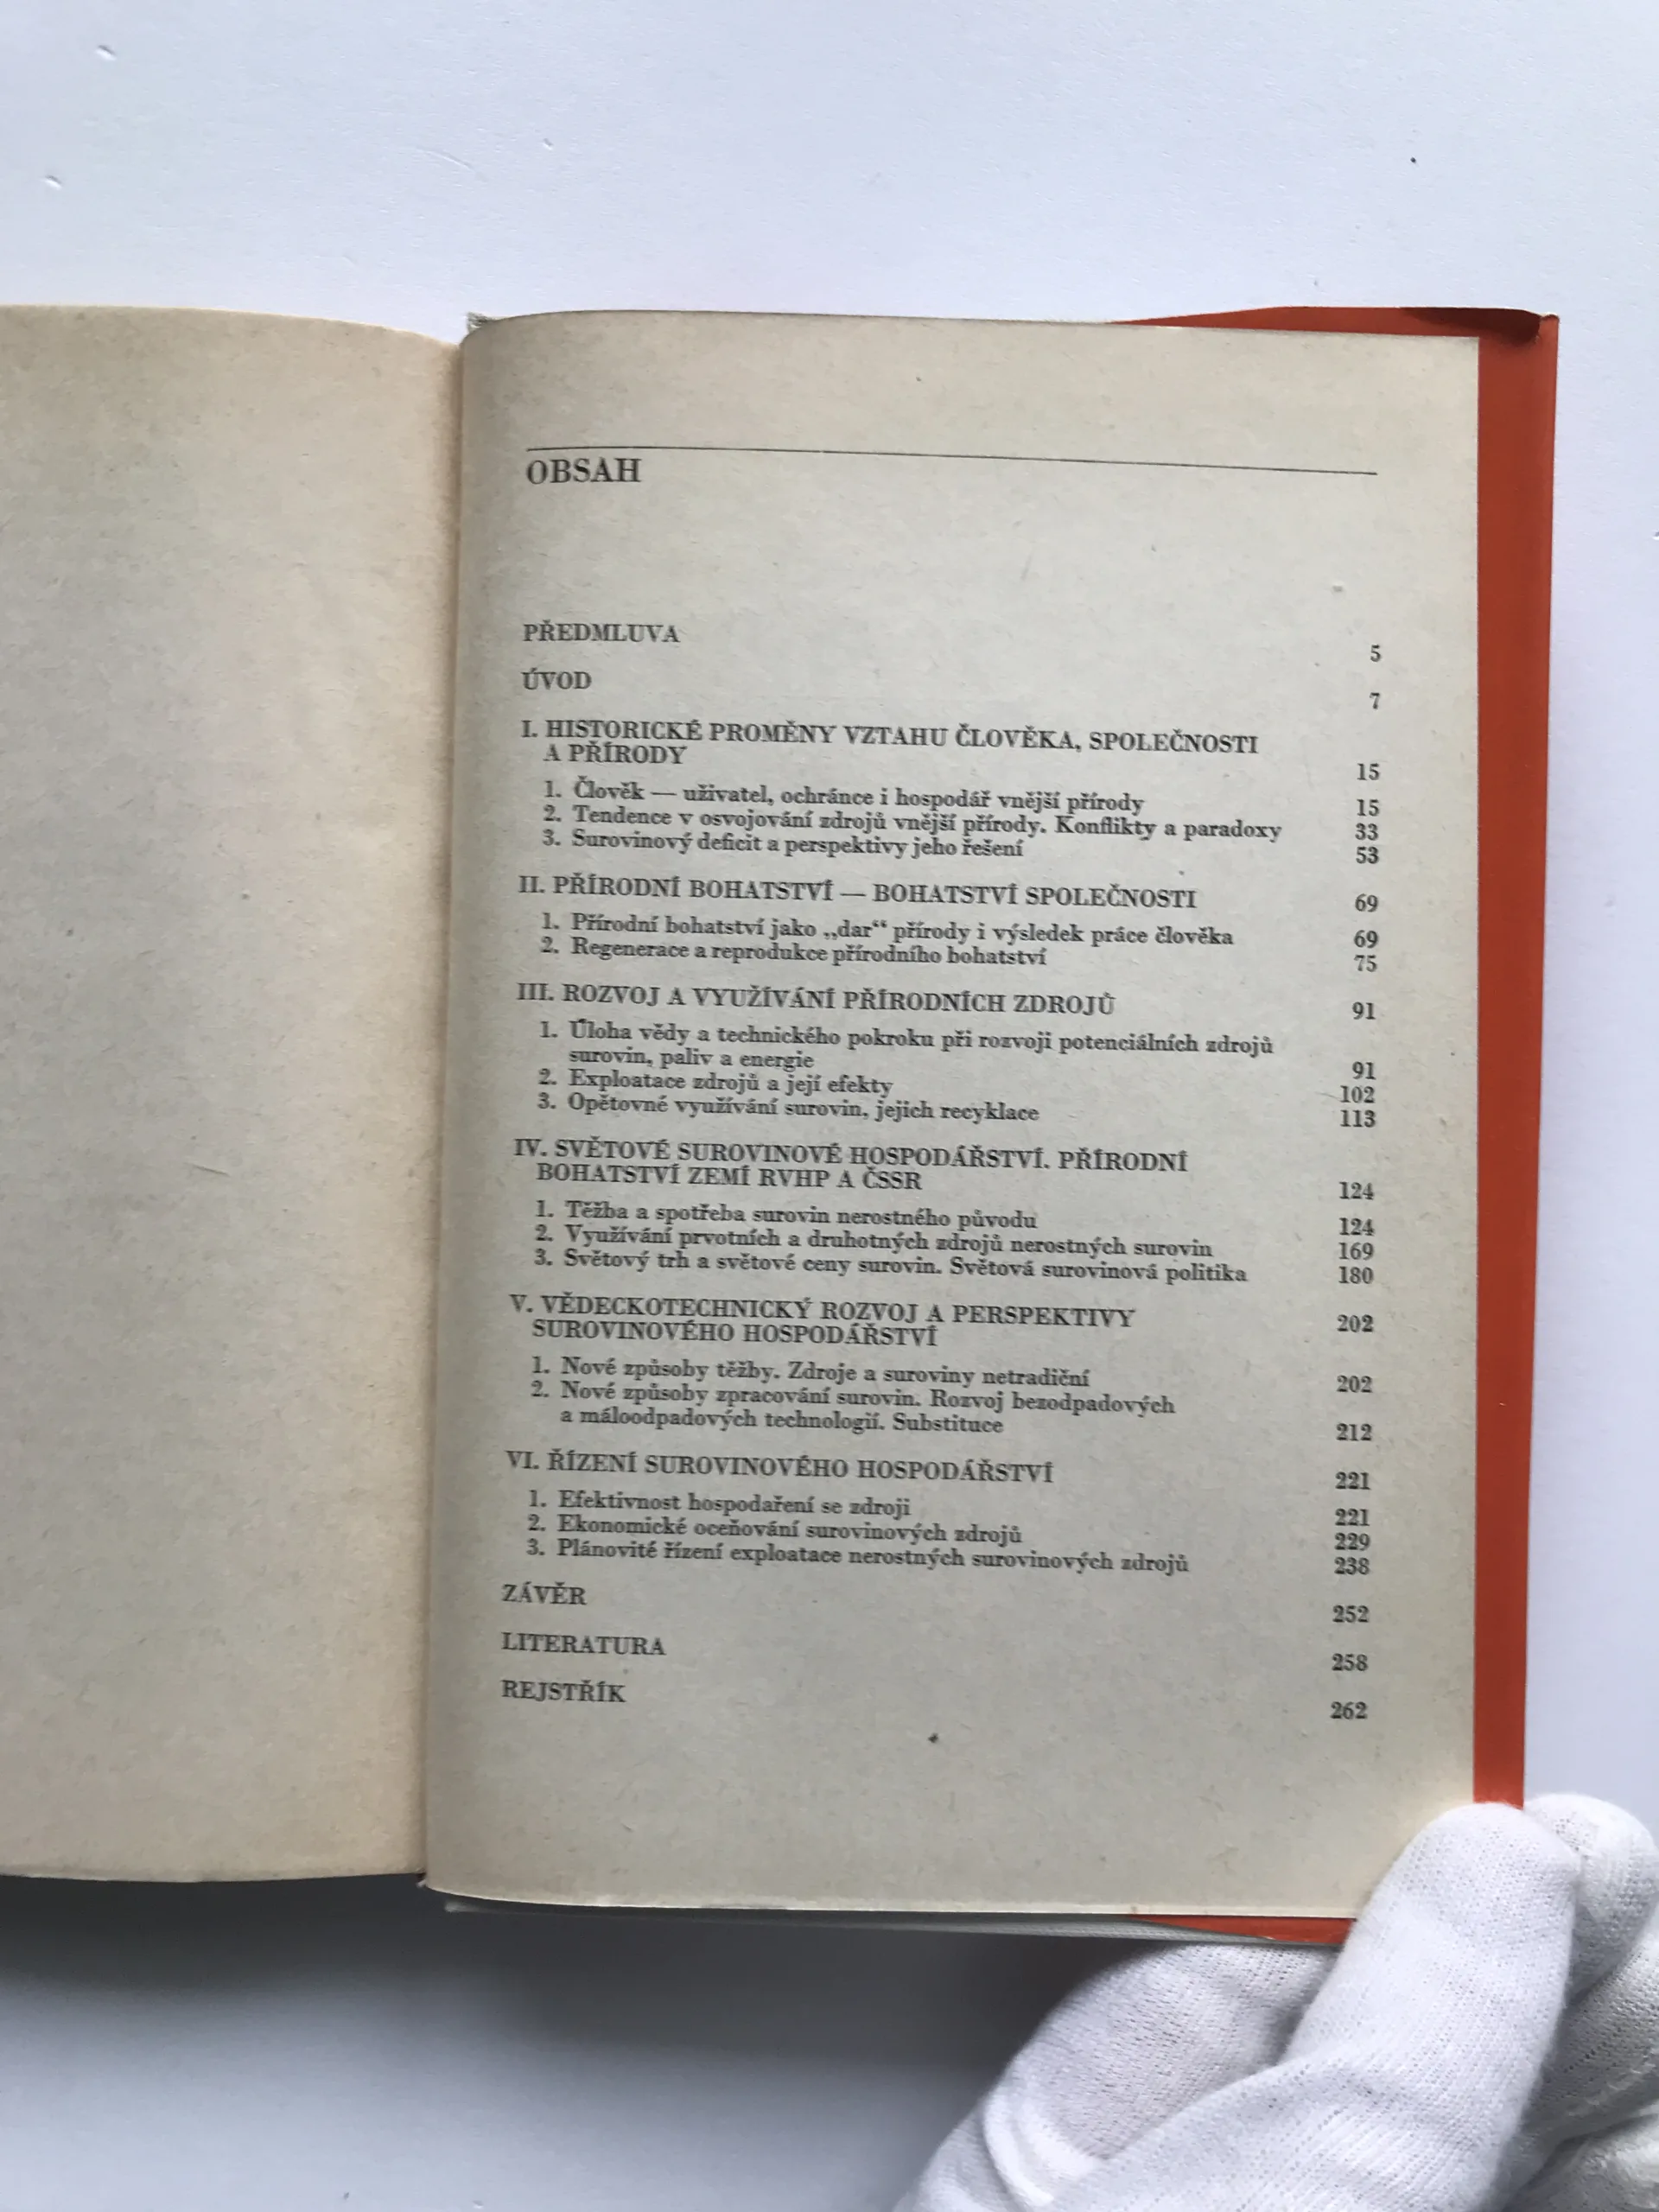 OBSAH
PŘEDMLUVA 5
ÚVOD 7
I. HISTORICKÉ PROMĚNY VZTAHU ČLOVĚKA, SPOLEČNOSTI
A PŘÍRODY 15
1. Člověk — uživatel, ochránce i hospodář vnější přírody 15
2. Tendence v osvojování zdrojů vnější přírody. Konflikty a paradoxy 33
3. Surovinový deficit a perspektivy jeho řešení 53
II. PŘÍRODNÍ BOHATSTVÍ — BOHATSTVÍ SPOLEČNOSTI 69
1. Přírodní bohatství jako „dar“ přírody i výsledek práce člověka 69
2. Regenerace a reprodukce přírodního bohatství 75
III. ROZVOJ A VYUŽÍVÁNÍ PŘÍRODNÍCH ZDROJŮ 91
1. Úloha vědy a technického pokroku při rozvoji potenciálních zdrojů
surovin, paliv a energie 91
2. Exploatace zdrojů a její efekty 102
3. Opětovné využívání surovin, jejich recyklace 113
IV. SVĚTOVÉ SUROVINOVÉ HOSPODÁŘSTVÍ. PŘÍRODNÍ
BOHATSTVÍ ZEMÍ RVHP A ČSSR 124
1. Těžba a spotřeba surovin nerostného původu 124
2. Využívání prvotních a druhotných zdrojů nerostných surovin 169
3. Světový trh a světové ceny surovin. Světová surovinová politika 180
V. VĚDECKOTECHNICKÝ ROZVOJ A PERSPEKTIVY
SUROVINOVÉHO HOSPODÁŘSTVÍ 202
1. Nové způsoby těžby. Zdroje a suroviny netradiční 202
2. Nové způsoby zpracování surovin. Rozvoj bezodpadových
a máloodpadových technologií. Substituce 212
VI. ŘÍZENÍ SUROVINOVÉHO HOSPODÁŘSTVÍ 221
1. Efektivnost hospodaření se zdroji 221
2. Ekonomické oceňování surovinových zdrojů 229
3. Plánovité řízení exploatace nerostných surovinových zdrojů 238
ZÁVĚR 252
LITERATURA 258
REJSTŘÍK 262